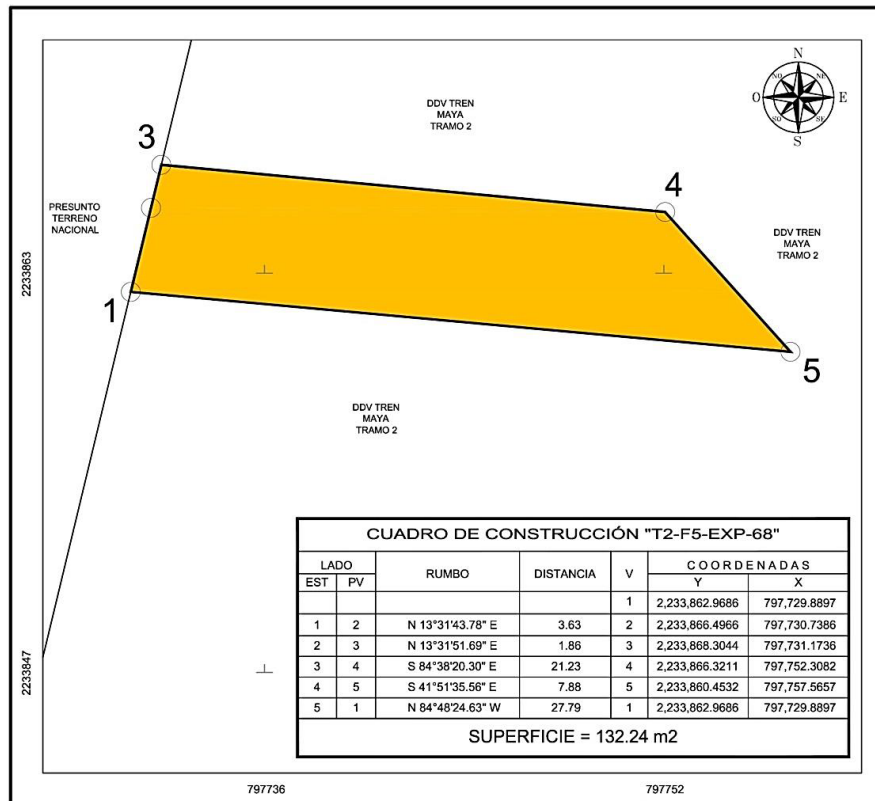 N
NO NE
O E
SO SE
S
DDV TREN
MAYA
TRAMO 2
3
4
PRESUNTO
TERRENO
NACIONAL
DDV TREN
MAYA
TRAMO 2
2233863
1
5
DDV TREN
MAYA
TRAMO 2
CUADRO DE CONSTRUCCIÓN "T2-F5-EXP-68"
LADO RUMBO DISTANCIA V COORDENADAS
EST PV Y X
1 2,233,862.9686 797,729.8897
1 2 N 13°31'43.78" E 3.63 2 2,233,866.4966 797,730.7386
2 3 N 13°31'51.69" E 1.86 3 2,233,868.3044 797,731.1736
3 4 S 84°38'20.30" E 21.23 4 2,233,866.3211 797,752.3082
4 5 S 41°51'35.56" E 7.88 5 2,233,860.4532 797,757.5657
5 1 N 84°48'24.63" W 27.79 1 2,233,862.9686 797,729.8897
SUPERFICIE = 132.24 m2
2233847
797736 797752